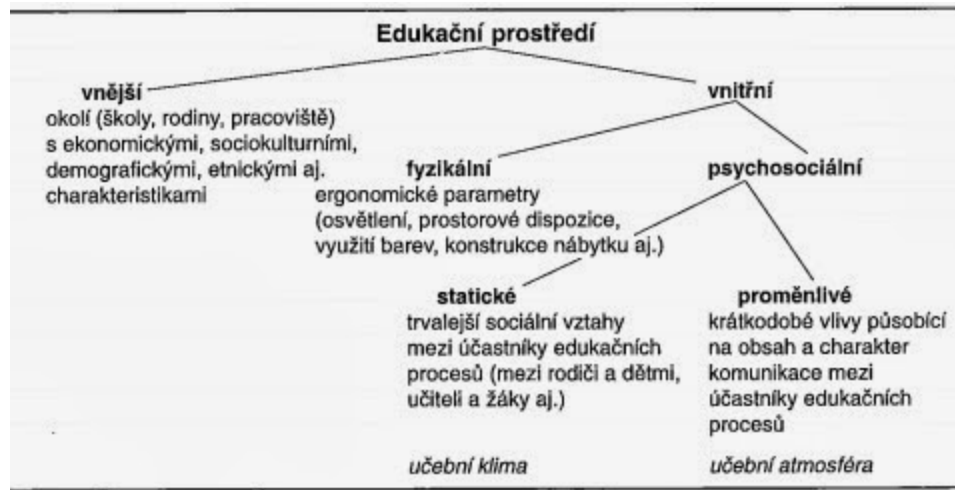 Edukační prostředí
vnější
okolí (školy, rodiny, pracoviště)
s ekonomickými, sociokulturními,
demografickými, etnickými aj.
charakteristikami
vnitřní
fyzikální
ergonomické parametry
(osvětlení, prostorové dispozice,
využití barev, konstrukce nábytku aj.)
psychosociální
statické
trvalejší sociální vztahy
mezi účastníky edukačních
procesů (mezi rodiči a dětmi,
učiteli a žáky aj.)
učební klima
proměnlivé
krátkodobé vlivy působící
na obsah a charakter
komunikace mezi
účastníky edukačních
procesů
učební atmosféra